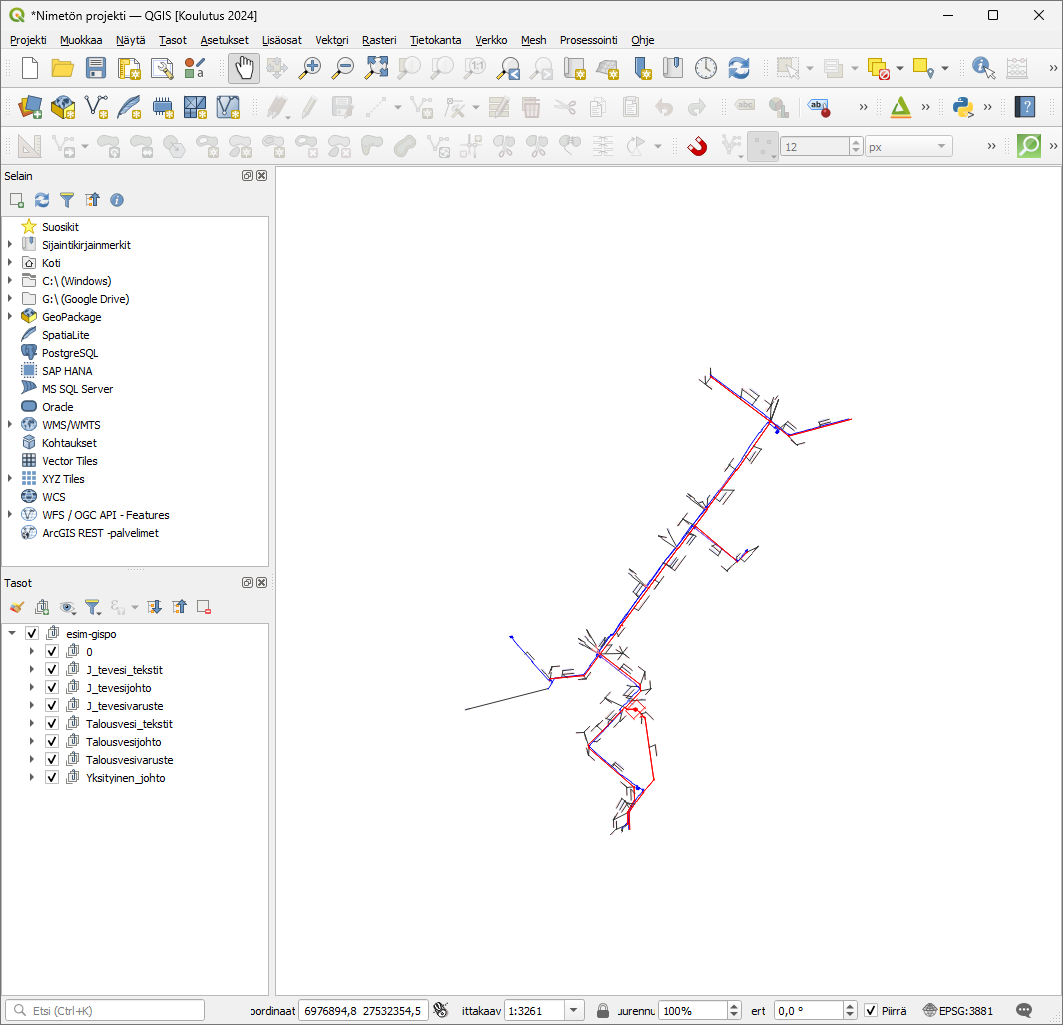 *Nimetön projekti — QGIS [Koulutus 2024]
Projekti Muokkaa Näytä Tasot Asetukset Lisäosat Vektori Rasteri Tietokanta Verkko Mesh Prosessointi Ohje
12 px
Selain
Suosikit
Sijaintikirjainmerkit
Koti
C:\ (Windows)
G:\ (Google Drive)
GeoPackage
SpatiaLite
PostgreSQL
SAP HANA
MS SQL Server
Oracle
WMS/WMTS
Kohtaukset
Vector Tiles
XYZ Tiles
WCS
WFS / OGC API - Features
ArcGIS REST -palvelimet
Tasot
esim-gispo
0
J_tevesi_tekstit
J_tevesijohto
J_tevesivaruste
Talousvesi_tekstit
Talousvesijohto
Talousvesivaruste
Yksityinen_johto
Etsi (Ctrl+K) oordinaat 6976894,8 27532354,5 ittakaav 1:3261 uurennu 100% ert 0,0 ° Piirrä EPSG:3881